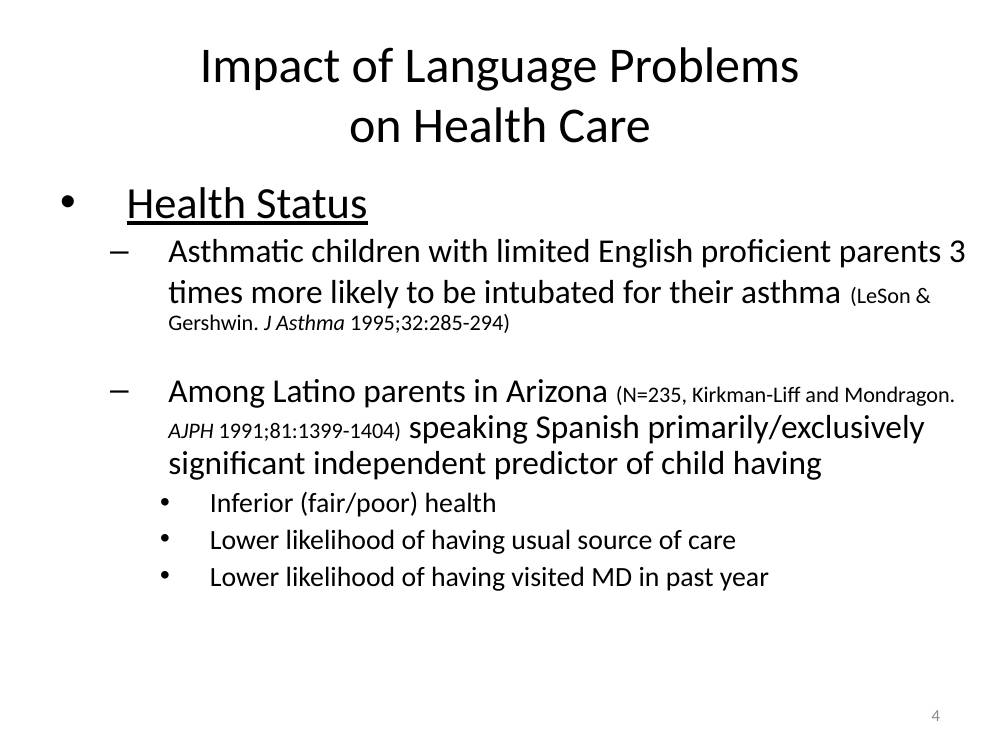 Impact of Language Problems
on Health Care
• Health Status
– Asthmatic children with limited English proficient parents 3
times more likely to be intubated for their asthma (LeSon &
Gershwin. J Asthma 1995;32:285-294)
– Among Latino parents in Arizona (N=235, Kirkman-Liff and Mondragon.
AJPH 1991;81:1399-1404) speaking Spanish primarily/exclusively
significant independent predictor of child having
• Inferior (fair/poor) health
• Lower likelihood of having usual source of care
• Lower likelihood of having visited MD in past year
4